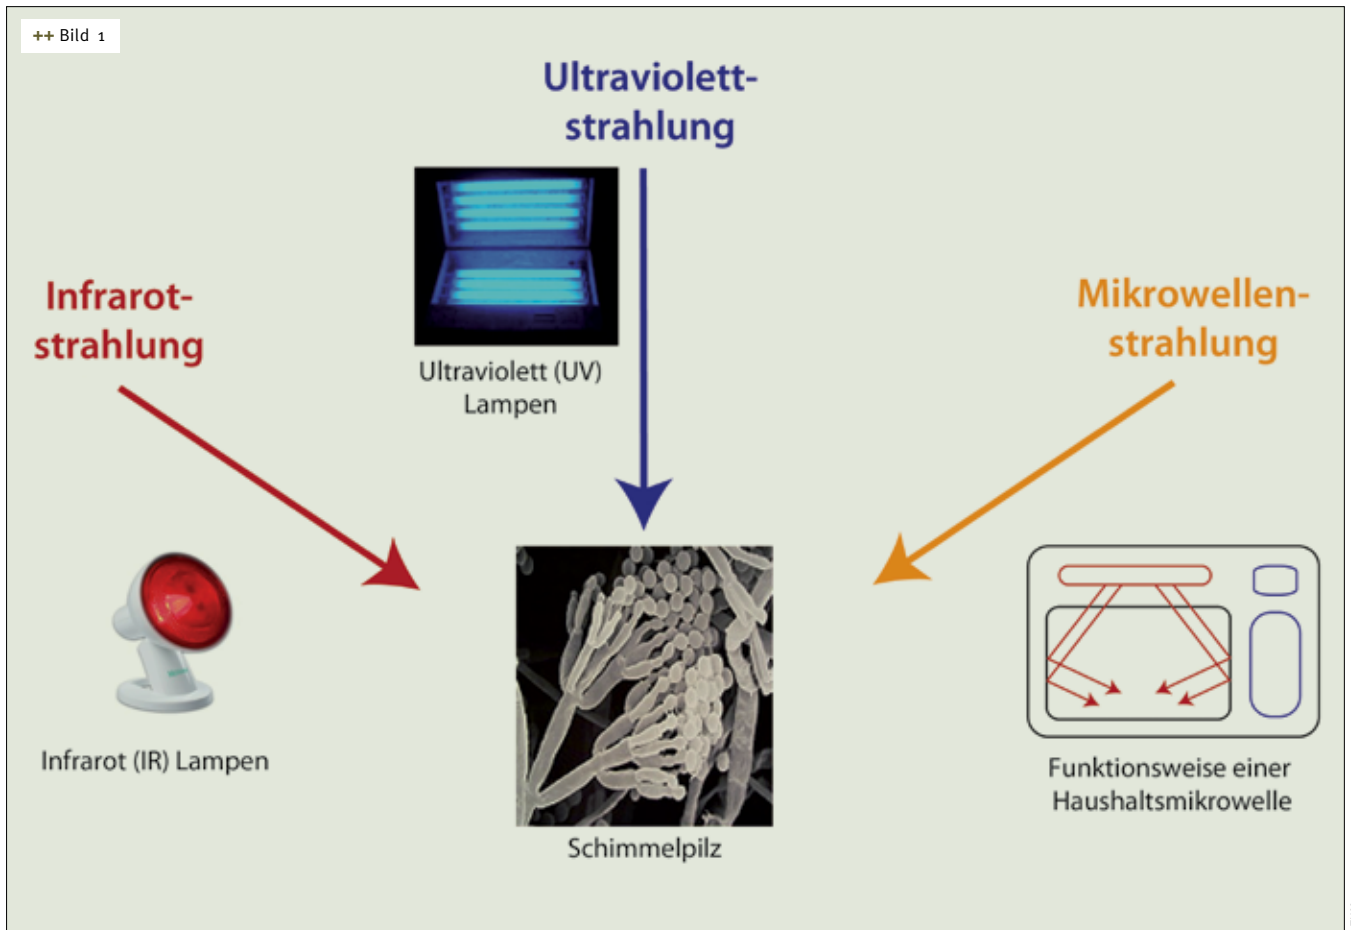 ++ Bild 1
Ultraviolett-
strahlung
Infrarot-
strahlung
Mikrowellen-
strahlung
Ultraviolett (UV)
Lampen
Infrarot (IR) Lampen
Schimmelpilz
Funktionsweise einer
Haushaltsmikrowelle